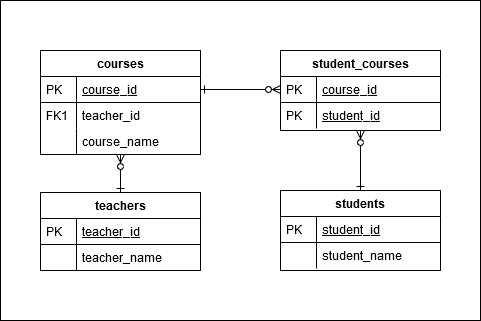 courses
PK course_id
FK1 teacher_id
course_name
student_courses
PK course_id
PK student_id
teachers
PK teacher_id
teacher_name
students
PK student_id
student_name